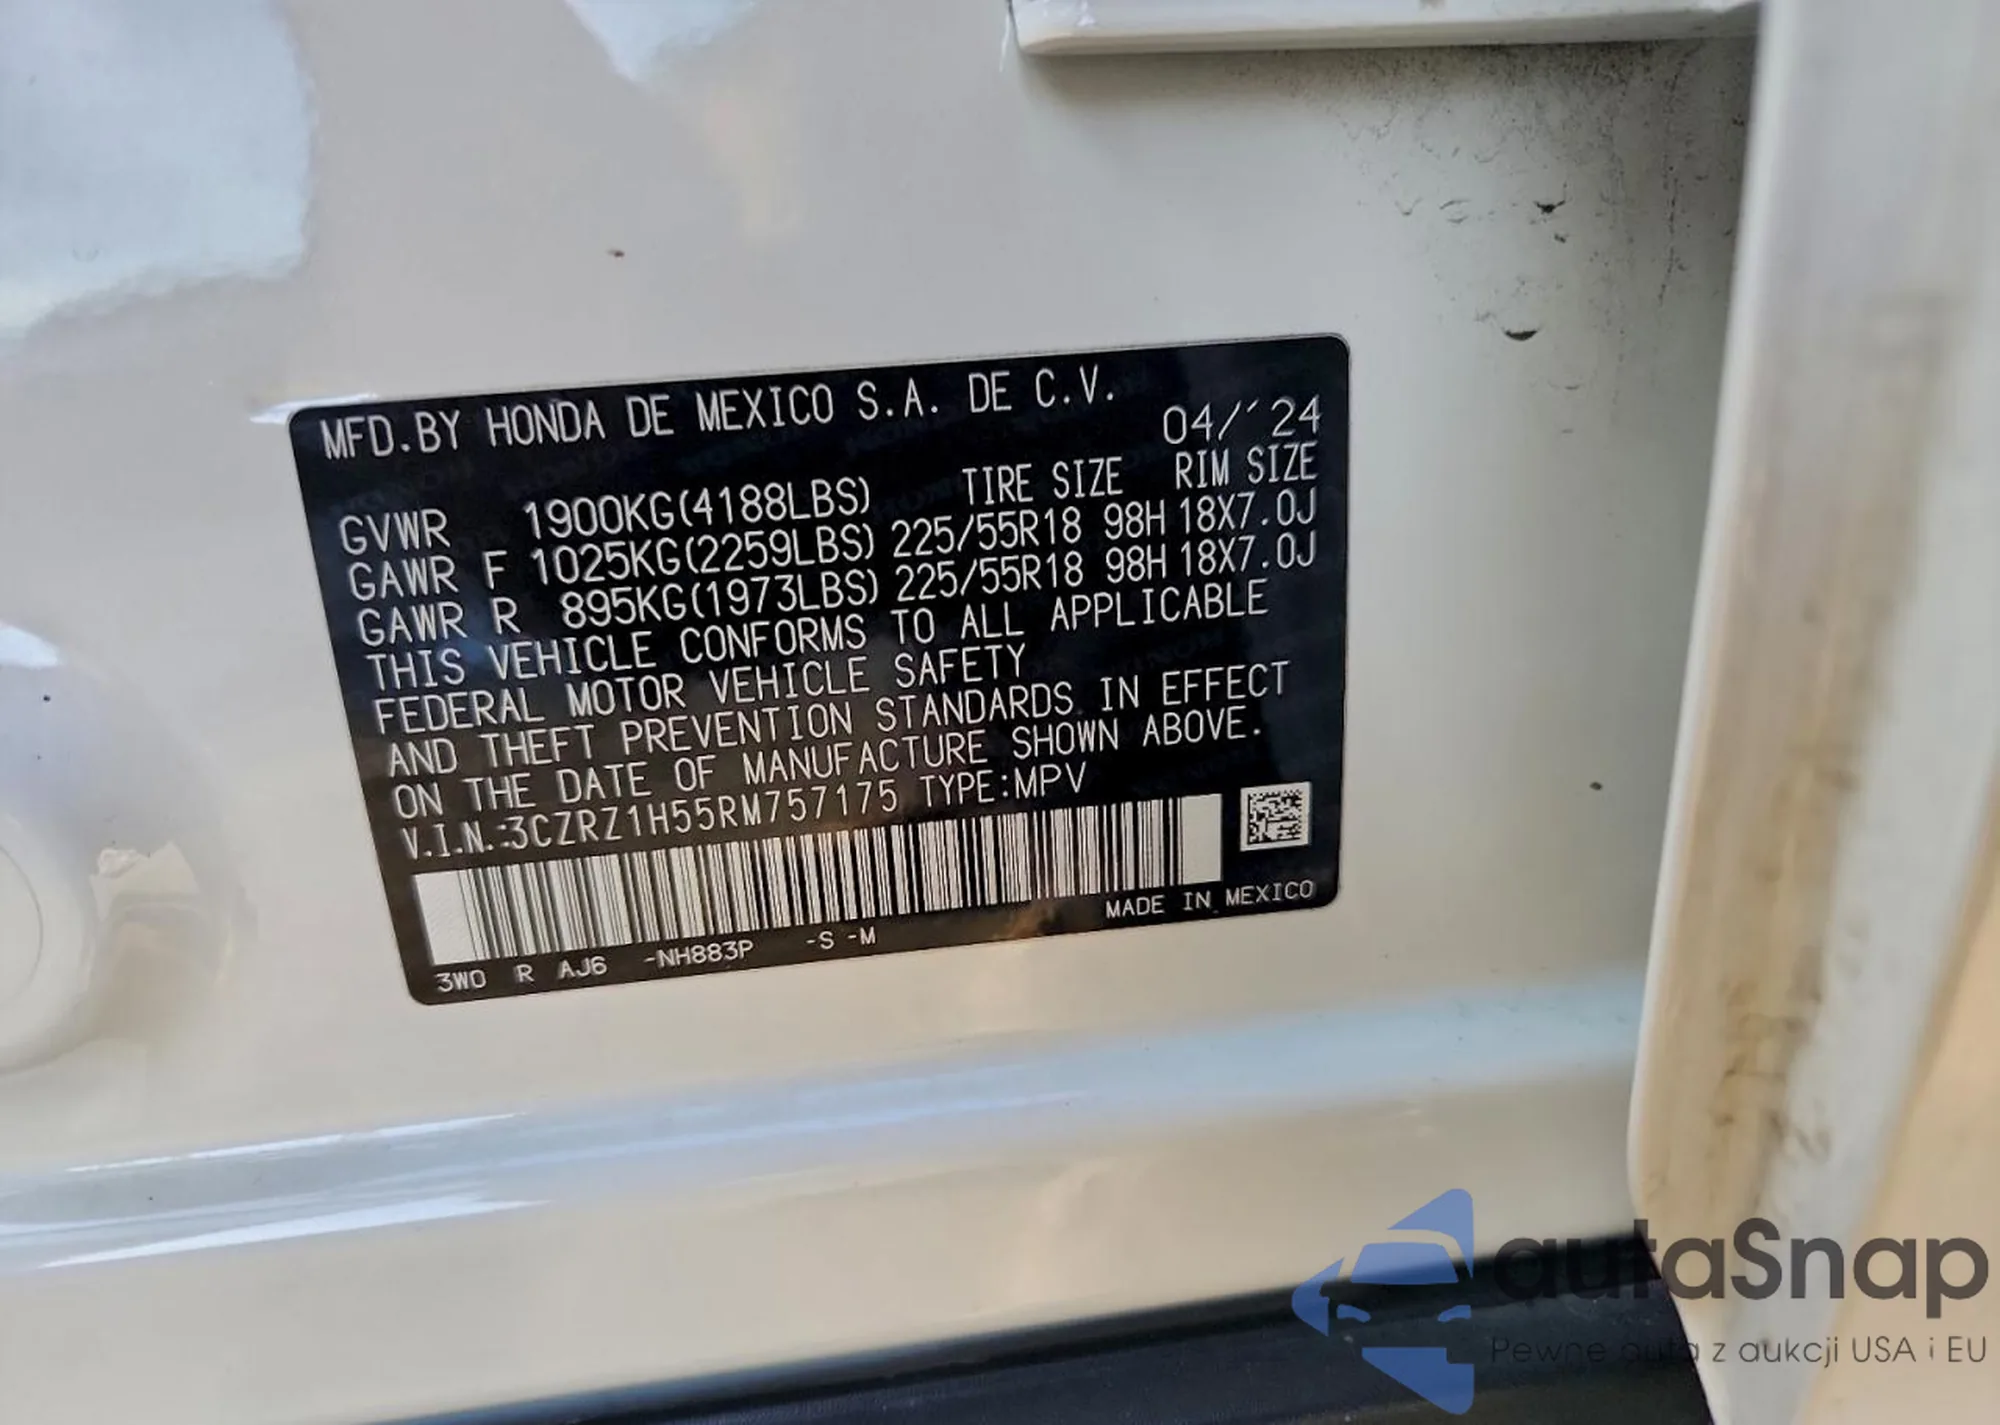 MFD.BY HONDA DE MEXICO S.A. DE C.V.
04/'24
GVWR 1900KG(4188LBS) TIRE SIZE RIM SIZE
GAWR F 1025KG(2259LBS) 225/55R18 98H 18X7.0J
GAWR R 895KG(1973LBS) 225/55R18 98H 18X7.0J
THIS VEHICLE CONFORMS TO ALL APPLICABLE
FEDERAL MOTOR VEHICLE SAFETY
AND THEFT PREVENTION STANDARDS IN EFFECT
ON THE DATE OF MANUFACTURE SHOWN ABOVE.
V.I.N.:3CZRZ1H55RM757175 TYPE:MPV
MADE IN MEXICO
3W0 R AJ6 -NH883P -S -M
autaSnap
Pewne auta z aukcji USA i EU